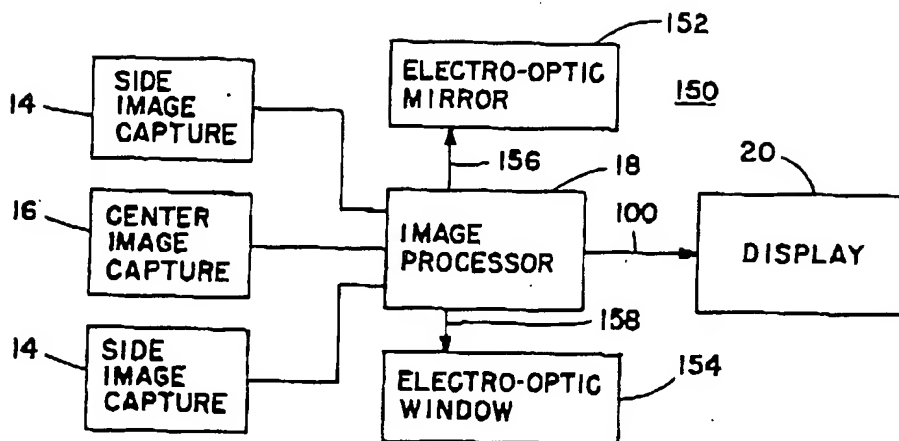 152
ELECTRO-OPTIC
MIRROR
150
14
SIDE
IMAGE
CAPTURE
156
18
20
16
CENTER
IMAGE
CAPTURE
IMAGE
PROCESSOR
100
DISPLAY
158
14
SIDE
IMAGE
CAPTURE
ELECTRO-OPTIC
WINDOW
154